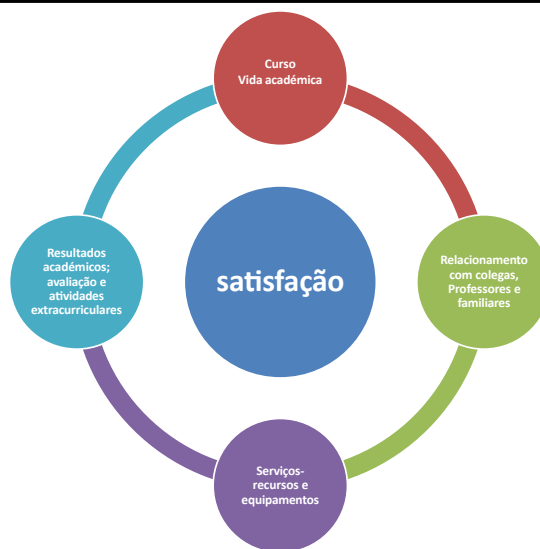 Curso
Vida académica
Resultados
académicos;
avaliação e
atividades
extracurriculares
satisfação
Relacionamento
com colegas,
Professores e
familiares
Serviços-
recursos e
equipamentos